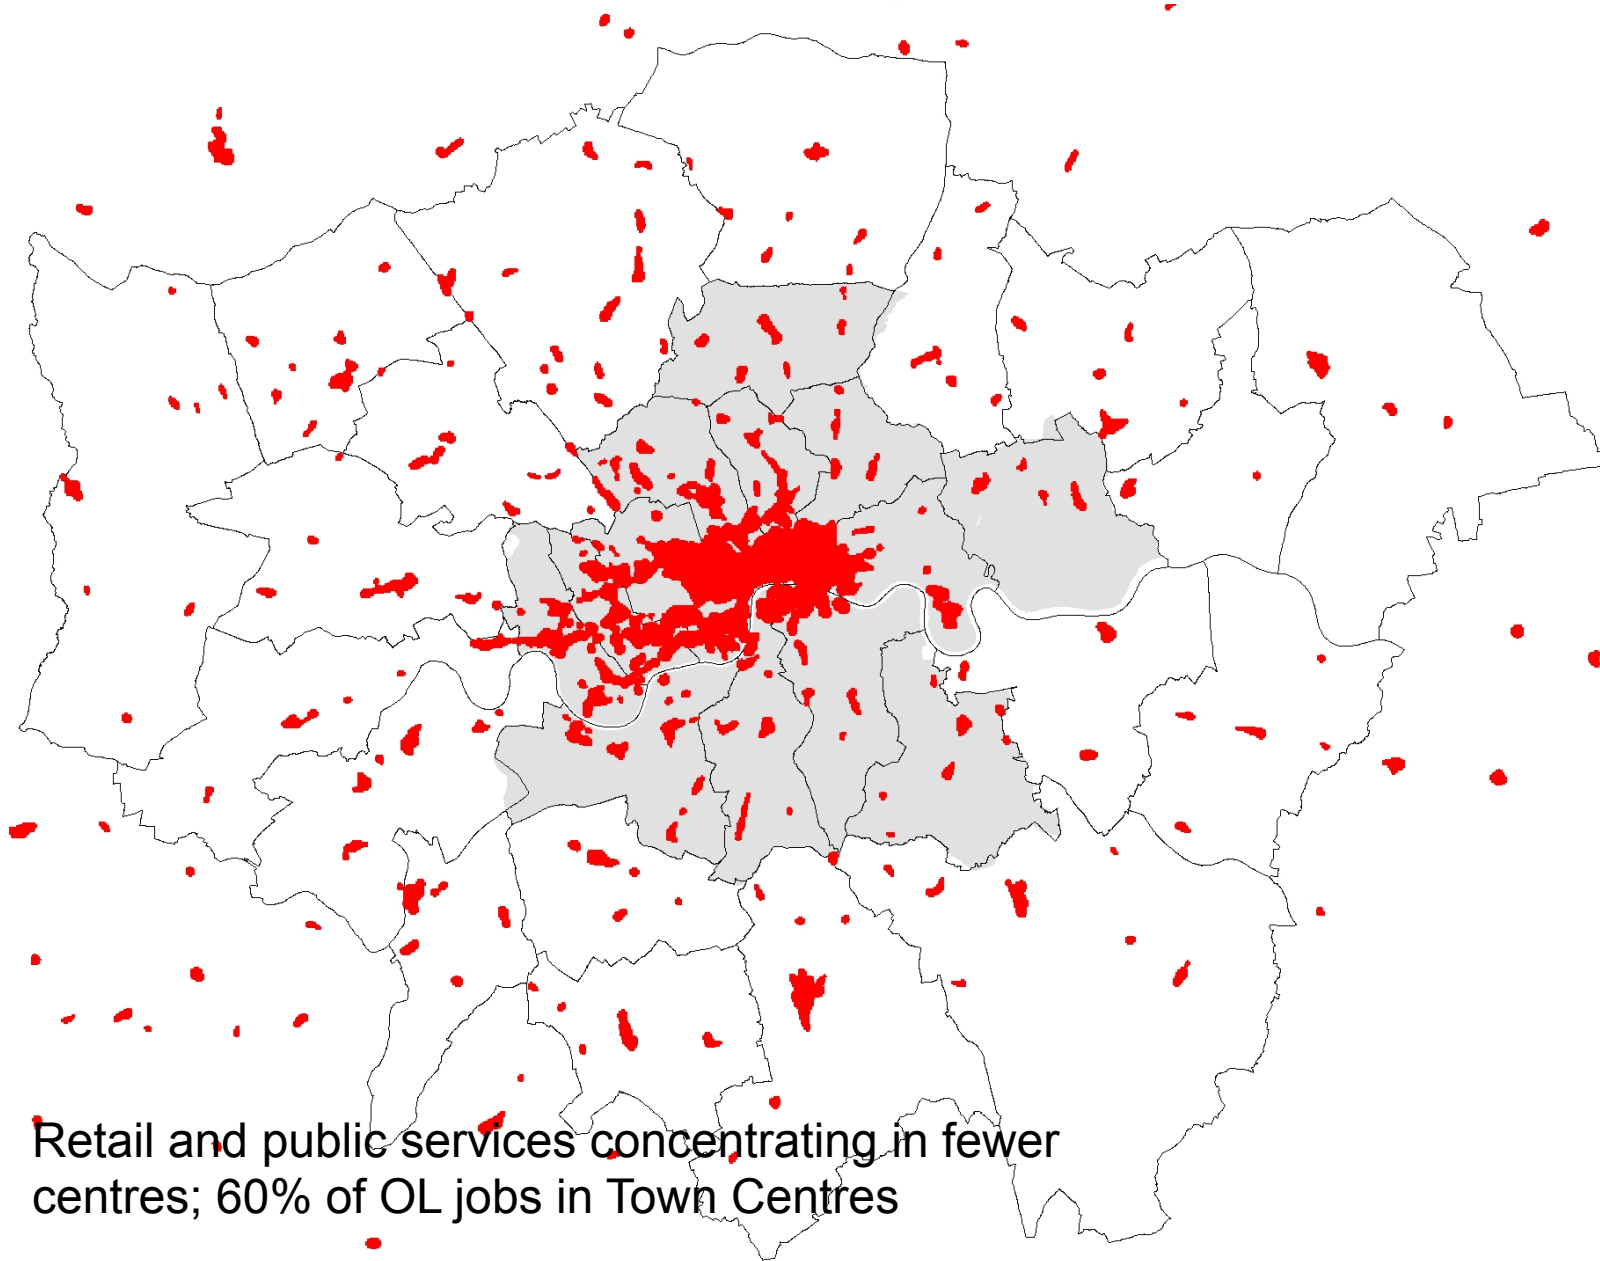 Retail and public services concentrating in fewer
centres; 60% of OL jobs in Town Centres